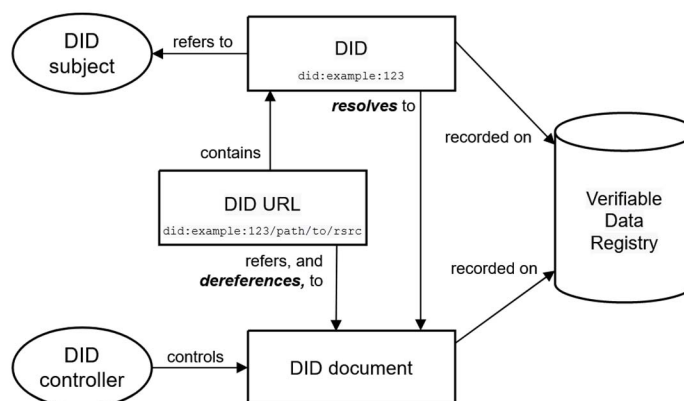 DID
subject
refers to
DID
did:example:123
resolves to
recorded on
contains
DID URL
did:example:123/path/to/rsrc
Verifiable
Data
Registry
refers, and
dereferences, to
recorded on
DID
controller
controls
DID document